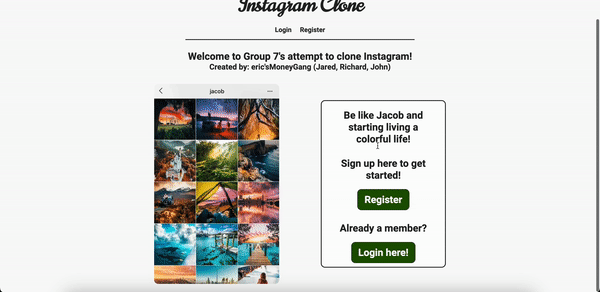 Instagram Clone
Login Register
Welcome to Group 7's attempt to clone Instagram!
Created by: eric'sMoneyGang (Jared, Richard, John)
jacob
Be like Jacob and
starting living a
colorful life!
Sign up here to get
started!
Register
Already a member?
Login here!